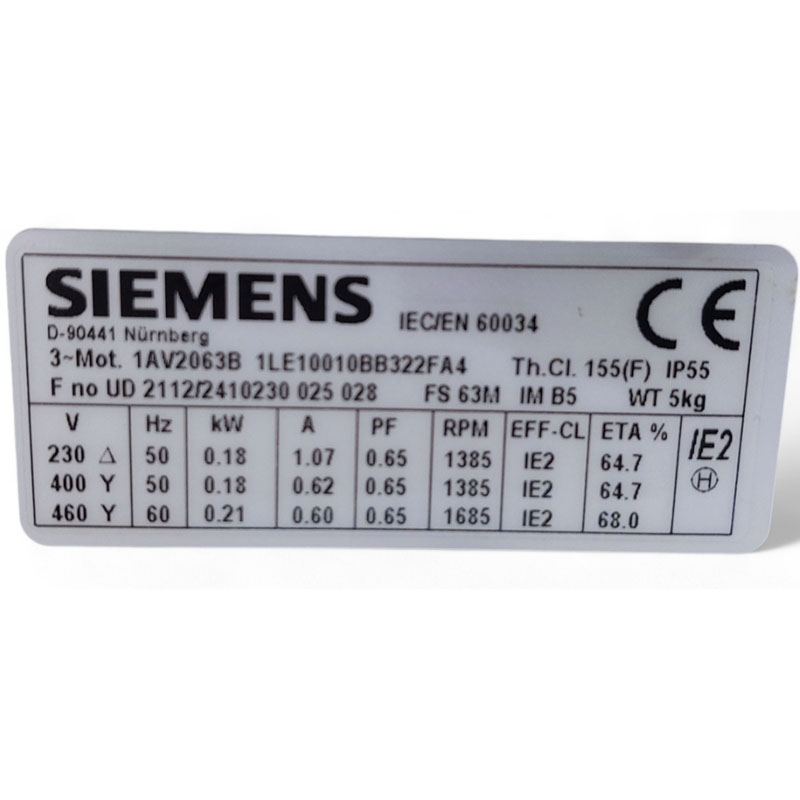 SIEMENS
IEC/EN 60034
CE
D-90441 Nürnberg
3~Mot. 1AV2063B 1LE10010BB322FA4 Th.Cl. 155(F) IP55
F no UD 2112/2410230 025 028 FS 63M IM B5 WT 5kg
V Hz kW A PF RPM EFF-CL ETA % IE2
230 Δ 50 0.18 1.07 0.65 1385 IE2 64.7
400 Y 50 0.18 0.62 0.65 1385 IE2 64.7 H
460 Y 60 0.21 0.60 0.65 1685 IE2 68.0